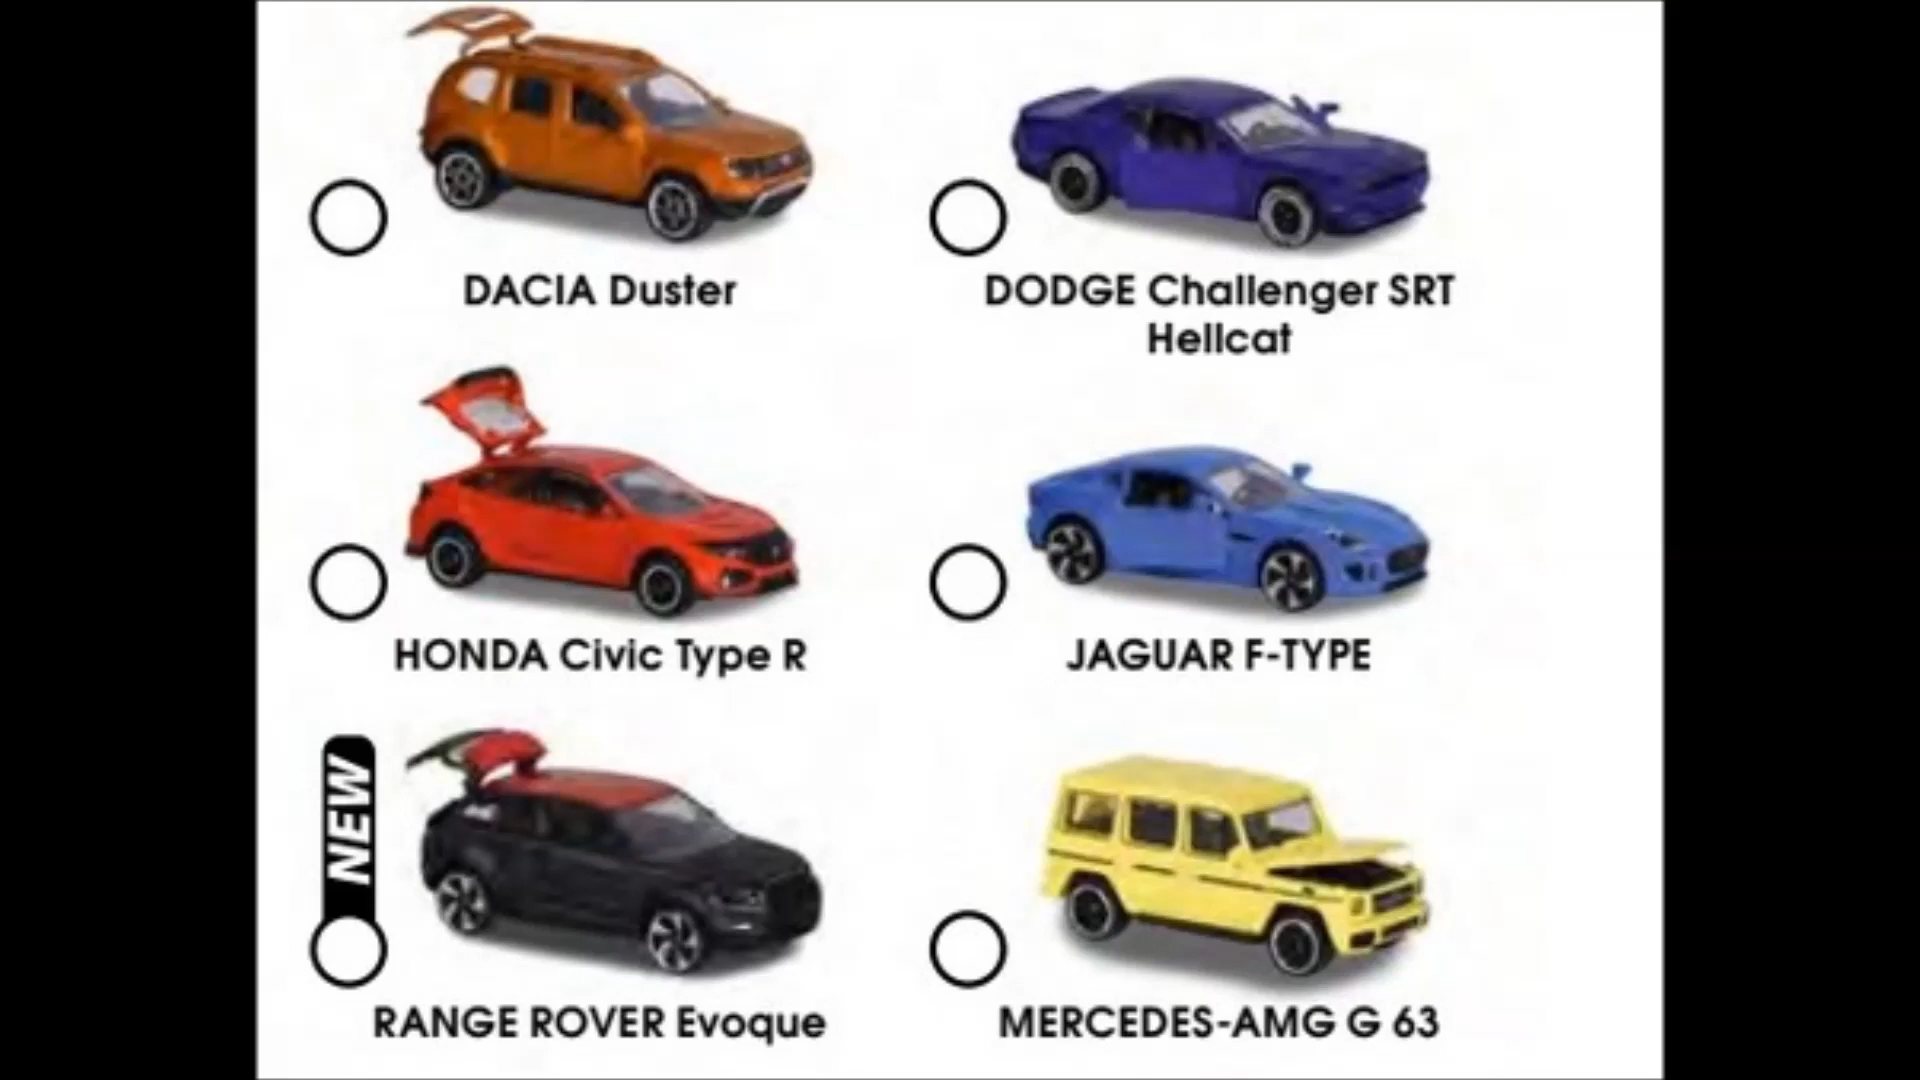 DACIA Duster
DODGE Challenger SRT
Hellcat
HONDA Civic Type R
JAGUAR F-TYPE
NEW
RANGE ROVER Evoque
MERCEDES-AMG G 63